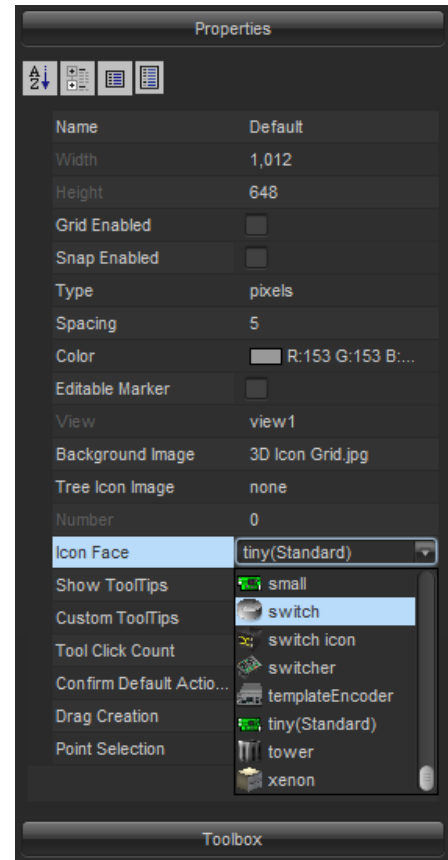 Properties
A
Z
Name Default
Width 1,012
Height 648
Grid Enabled
Snap Enabled
Type pixels
Spacing 5
Color R:153 G:153 B:...
Editable Marker
View view1
Background Image 3D Icon Grid.jpg
Tree Icon Image none
Number 0
Icon Face tiny(Standard)
Show ToolTips small
Custom ToolTips switch
Tool Click Count switch icon
Confirm Default Actio... switcher
Drag Creation templateEncoder
Point Selection tiny(Standard)
tower
xenon
Toolbox